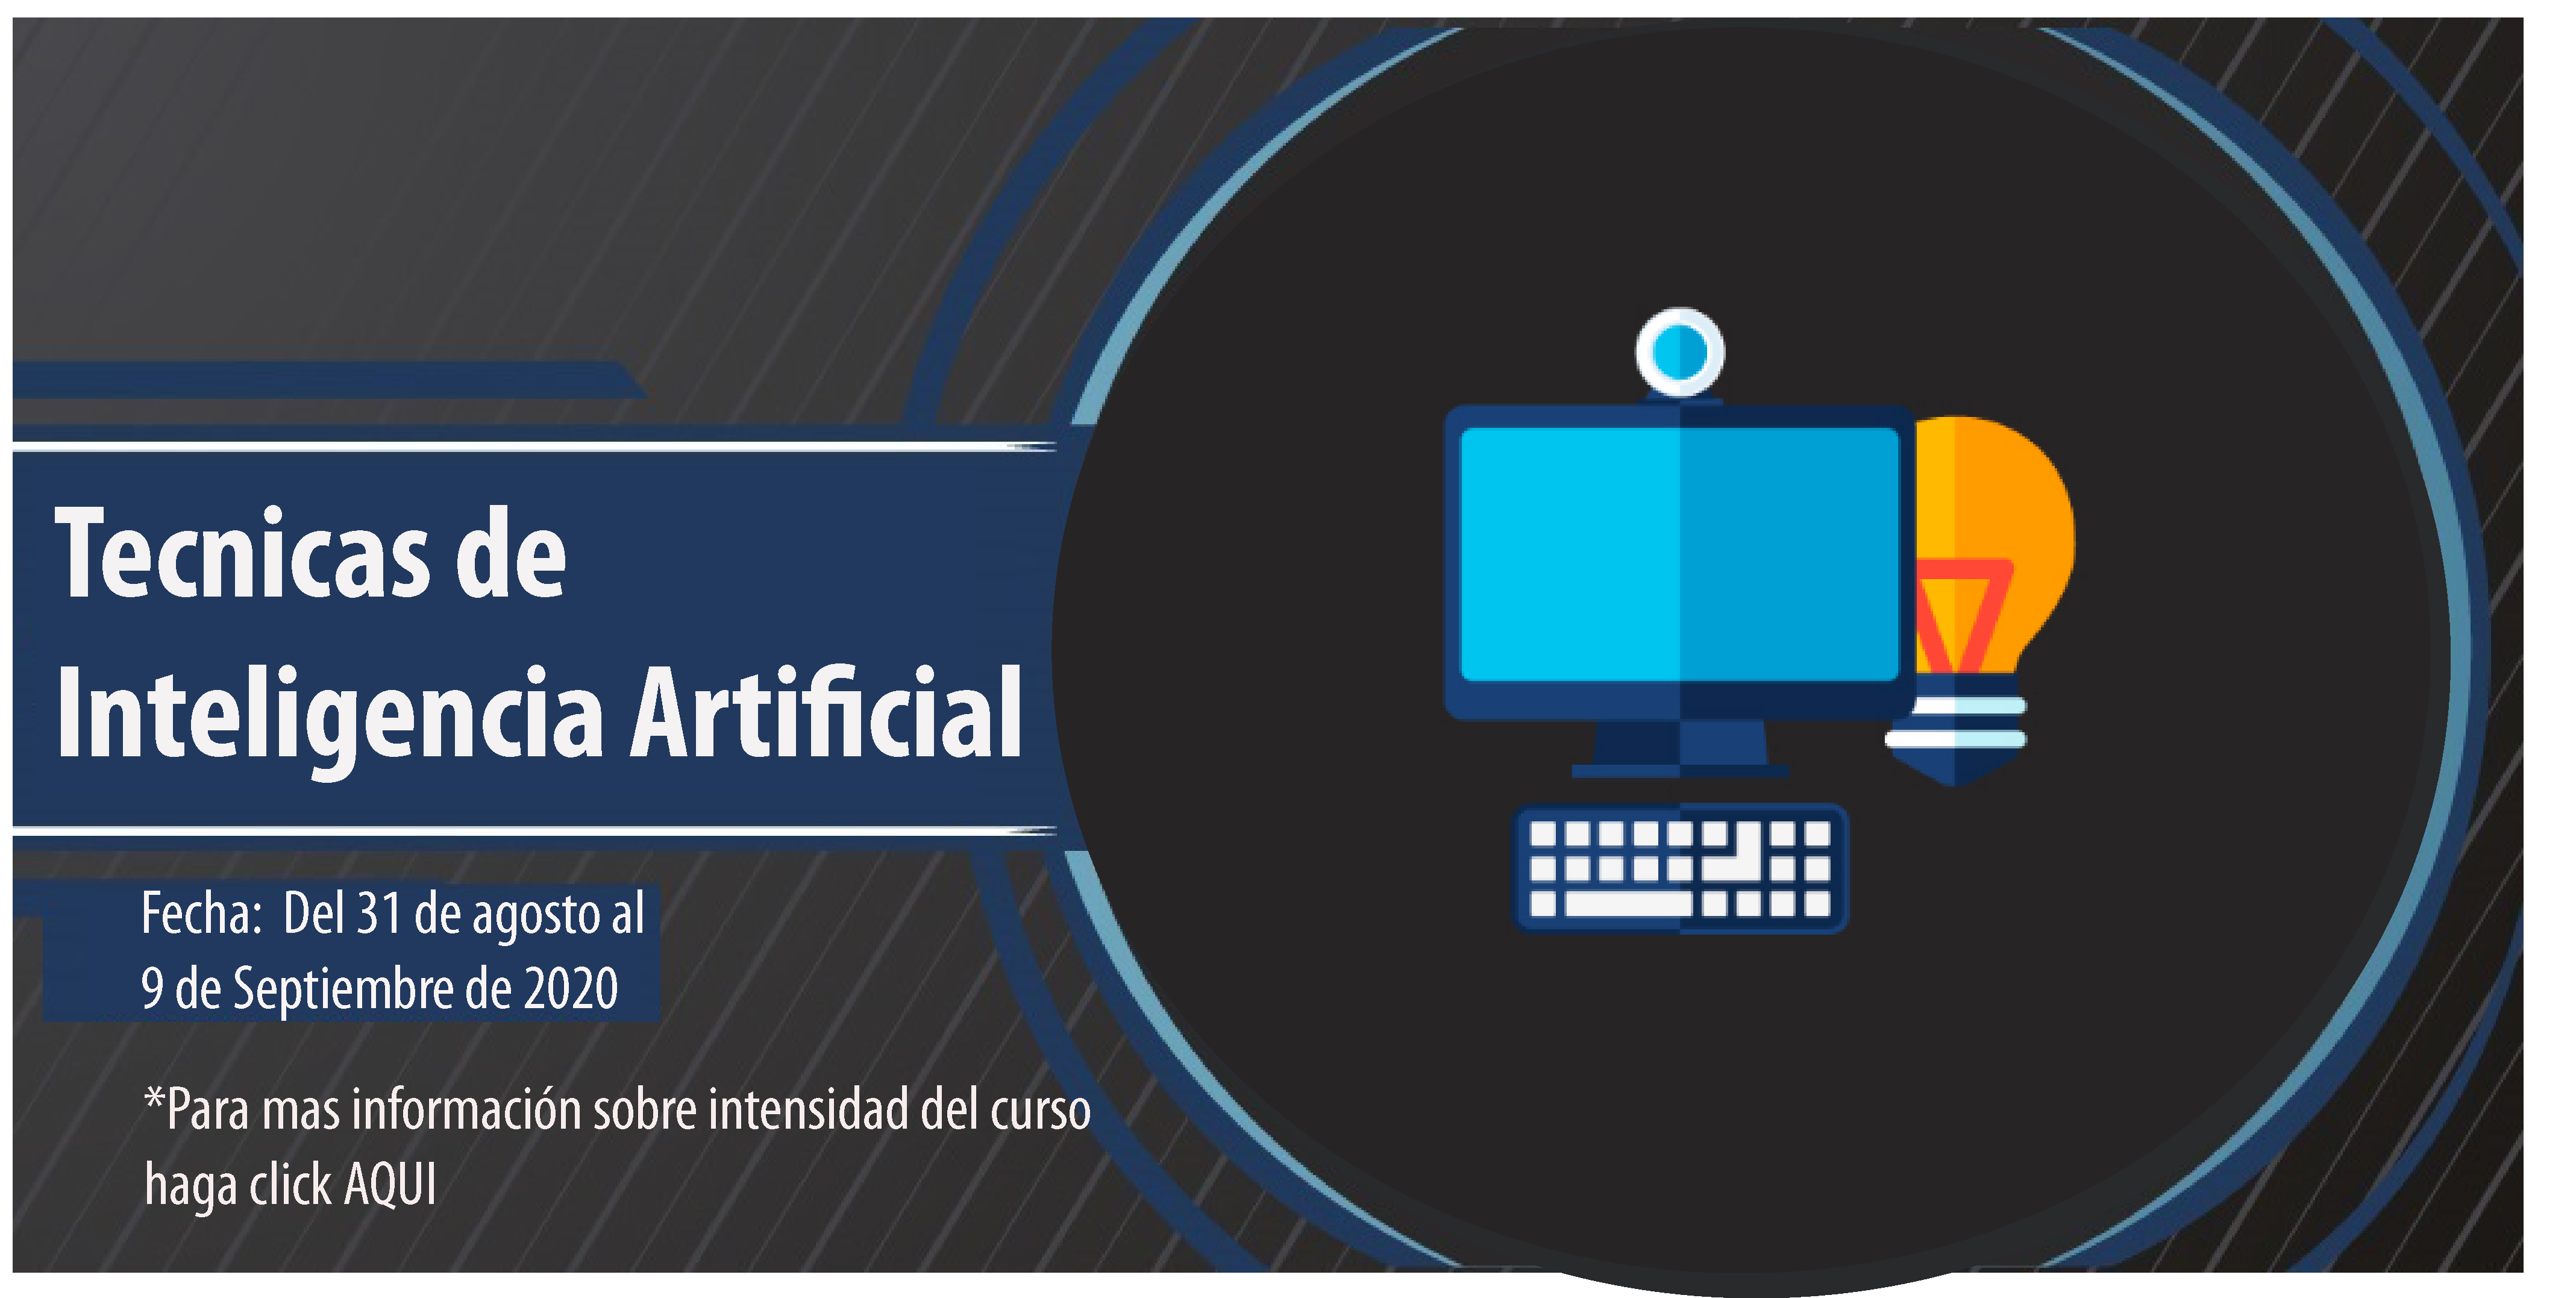 Tecnicas de
Inteligencia Artificial
Fecha: Del 31 de agosto al
9 de Septiembre de 2020
*Para mas información sobre intensidad del curso
haga click AQUI